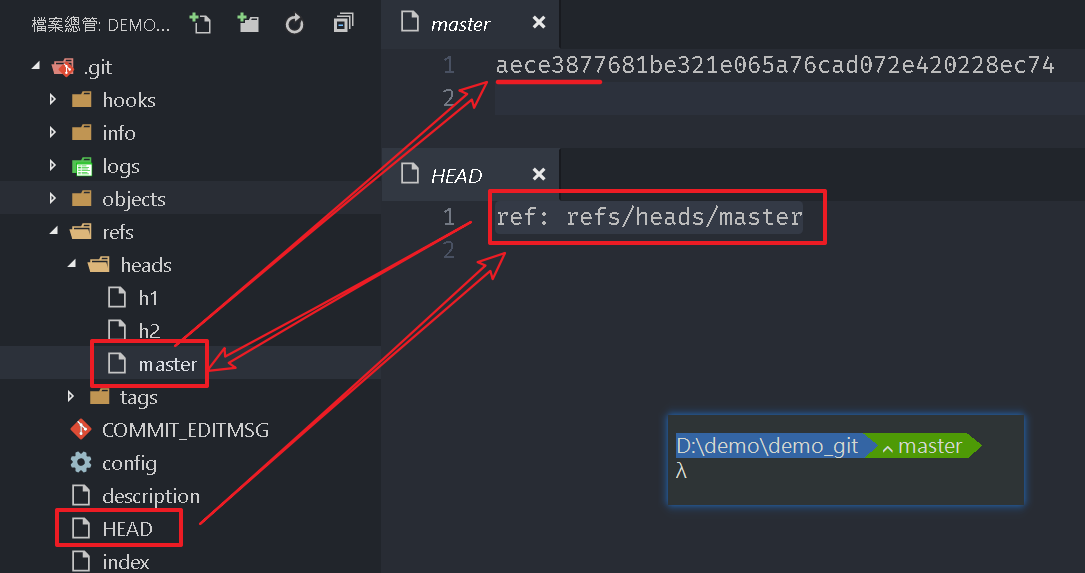 檔案總管: DEMO...
.git
hooks
info
logs
objects
refs
heads
h1
h2
master
tags
COMMIT_EDITMSG
config
description
HEAD
index
master
1 aece3877681be321e065a76cad072e420228ec74
2
HEAD
1 ref: refs/heads/master
2
D:\demo\demo_git master
λ